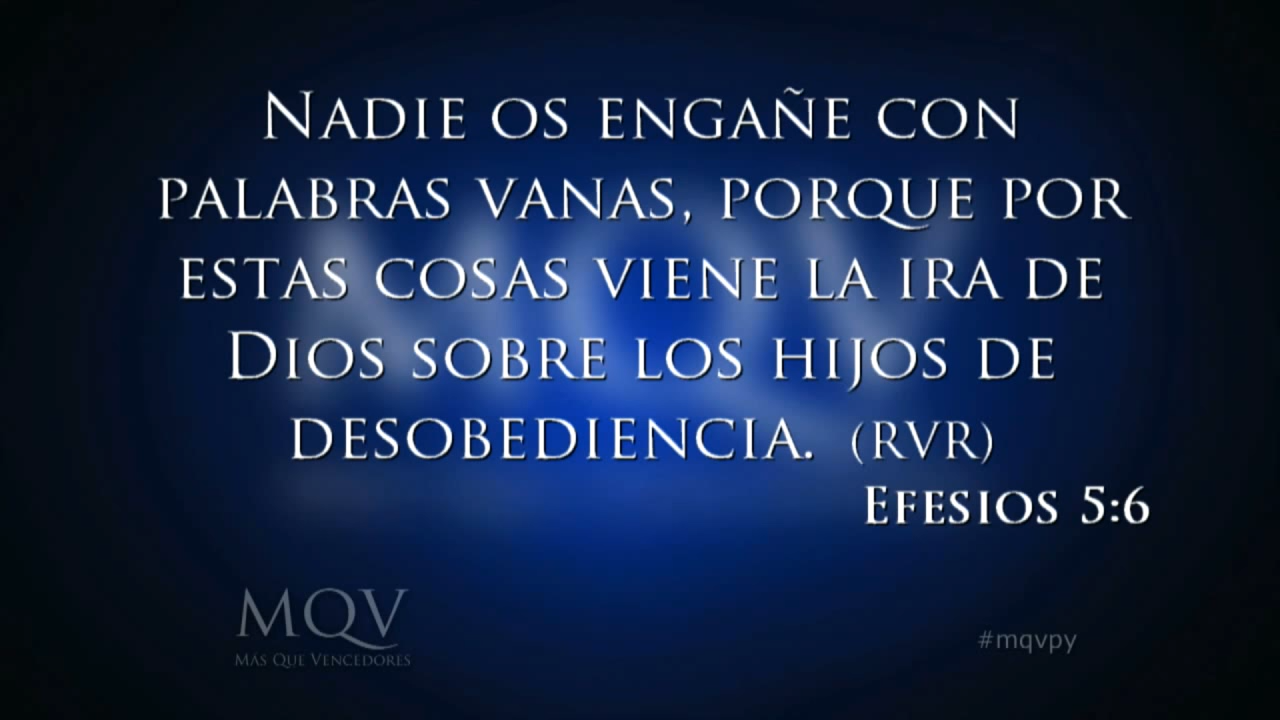 Nadie os engañe con
palabras vanas, porque por
estas cosas viene la ira de
Dios sobre los hijos de
desobediencia. (RVR)
Efesios 5:6
MQV
Más Que Vencedores
#mqvpy